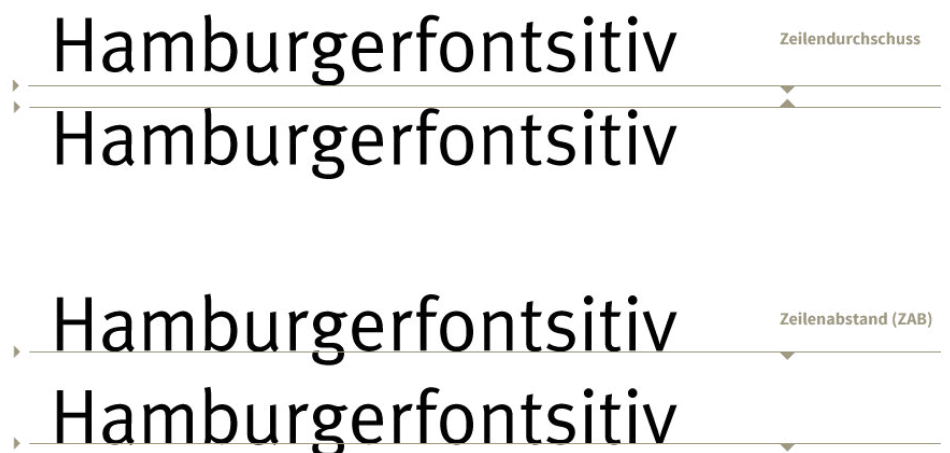 Hamburgerfontsitiv
Zeilendurchschuss
Hamburgerfontsitiv
Hamburgerfontsitiv
Zeilenabstand (ZAB)
Hamburgerfontsitiv